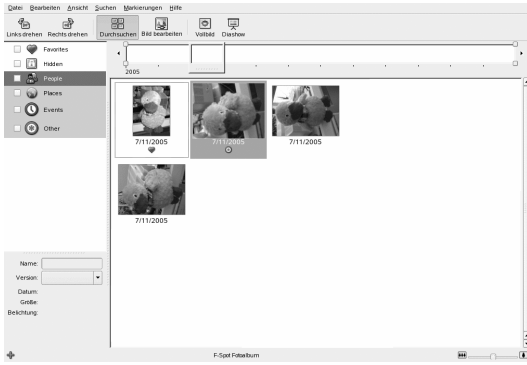 Datei Bearbeiten Ansicht Suchen Markierungen Hilfe
Links drehen Rechts drehen Durchsuchen Bild bearbeiten Vollbild Diashow
Favorites
Hidden
People
Places
Events
Other
2005
7/11/2005 7/11/2005 7/11/2005
7/11/2005
Name:
Version:
Datum:
Größe:
Belichtung:
F-Spot Fotoalbum